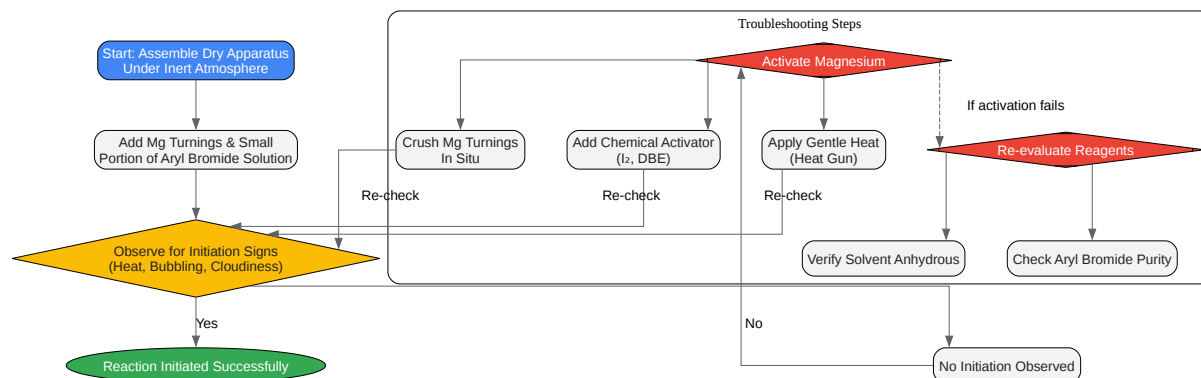 Troubleshooting Steps
Start: Assemble Dry Apparatus
Under Inert Atmosphere
Activate Magnesium
If activation fails
Add Mg Turnings & Small
Portion of Aryl Bromide Solution
Crush Mg Turnings
In Situ
Add Chemical Activator
(I₂, DBE)
Apply Gentle Heat
(Heat Gun)
Re-evaluate Reagents
Re-check
Re-check
Re-check
Observe for Initiation Signs
(Heat, Bubbling, Cloudiness)
Verify Solvent Anhydrous
Check Aryl Bromide Purity
Yes
No
Reaction Initiated Successfully
No Initiation Observed